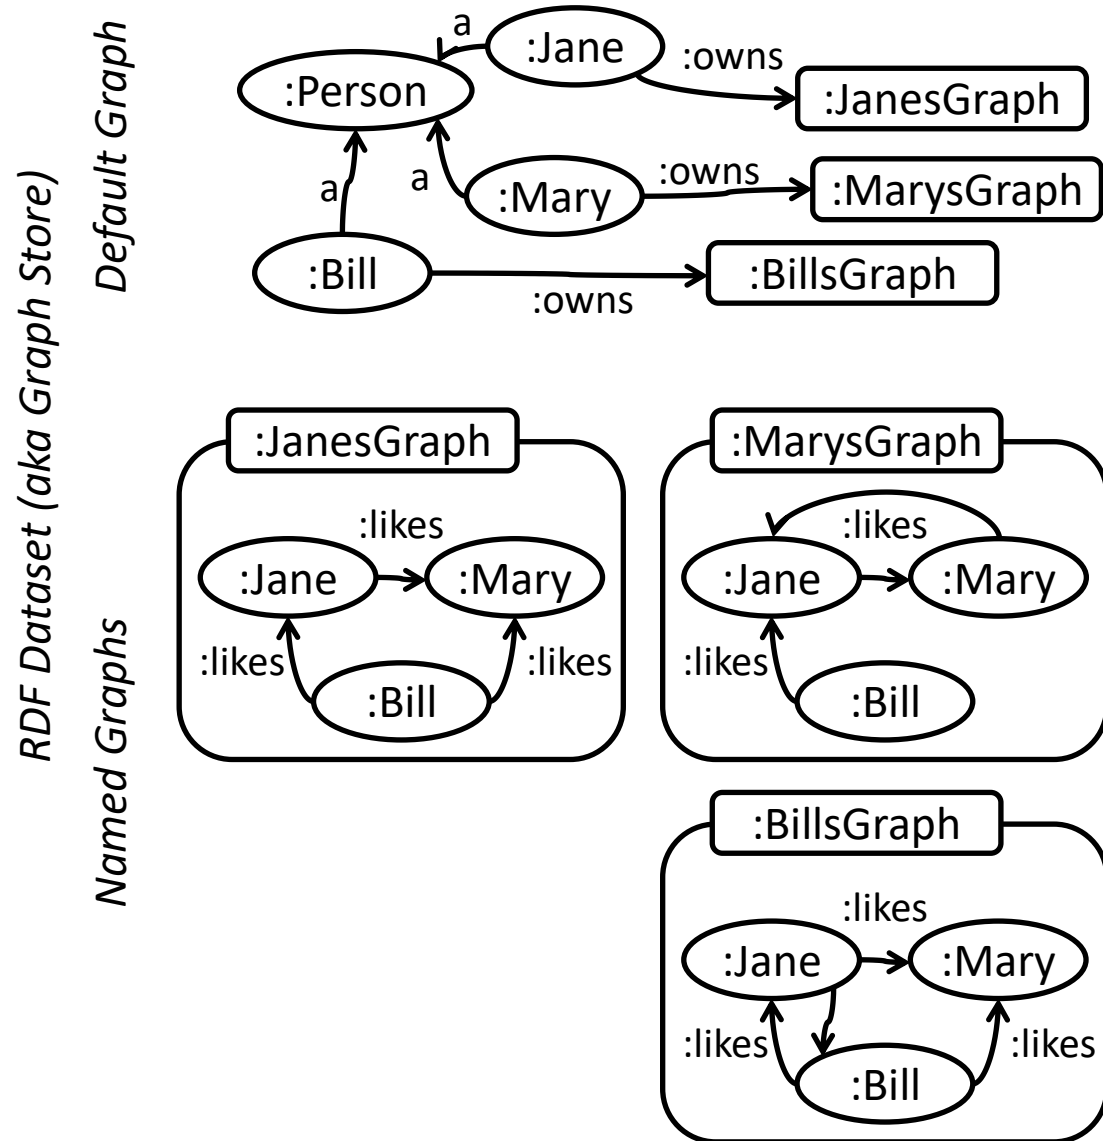 RDF Dataset (aka Graph Store)
Default Graph
a
:Jane
:owns
:Person
:JanesGraph
a
a
:Mary
:owns
:MarysGraph
:Bill
:owns
:BillsGraph
Named Graphs
:JanesGraph
:likes
:Jane
:Mary
:likes
:likes
:Bill
:MarysGraph
:likes
:Jane
:Mary
:likes
:Bill
:BillsGraph
:likes
:Jane
:Mary
:likes
:likes
:Bill